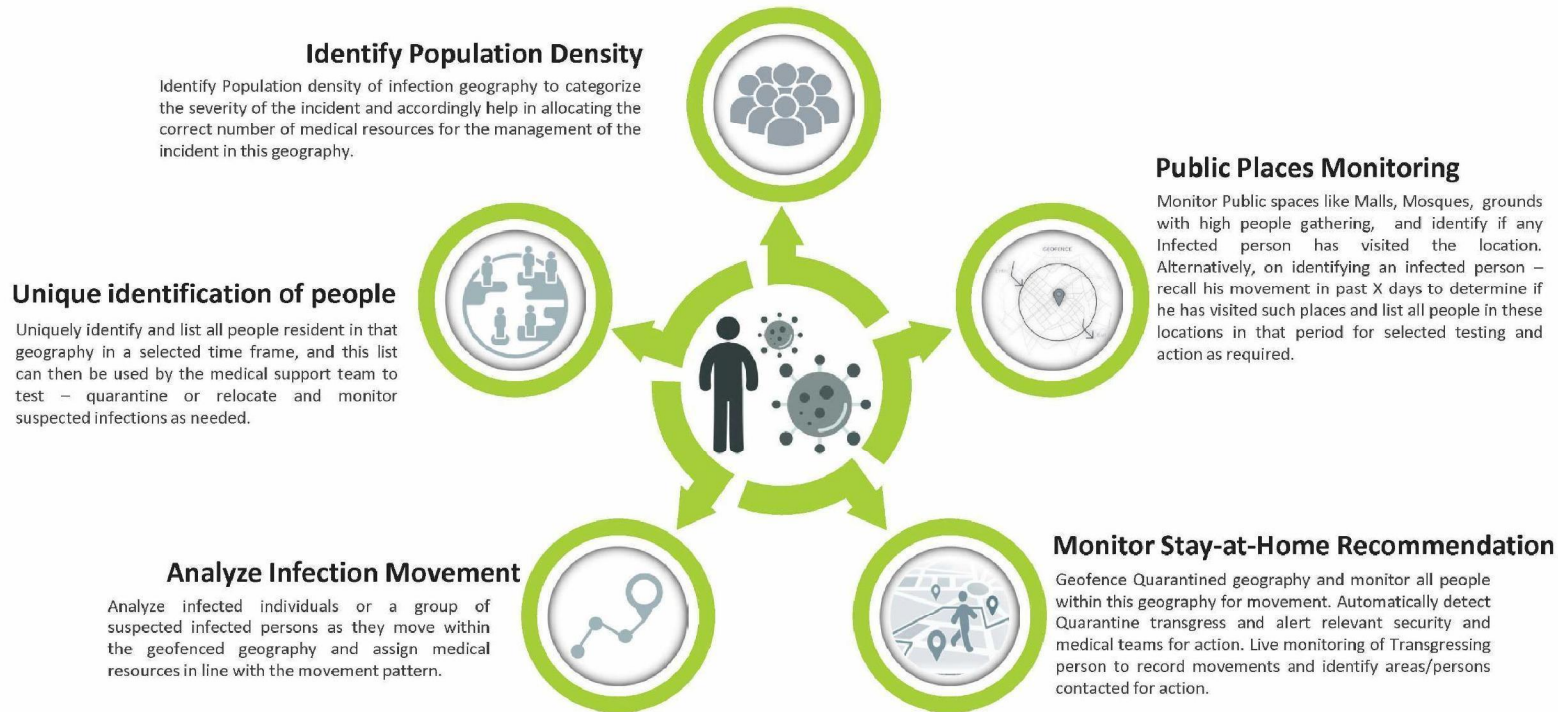 Identify Population Density
Identify Population density of infection geography to categorize
the severity of the incident and accordingly help in allocating the
correct number of medical resources for the management of the
incident in this geography.
Public Places Monitoring
Monitor Public spaces like Malls, Mosques, grounds
with high people gathering, and identify if any
Infected person has visited the location.
Alternatively, on identifying an infected person –
recall his movement in past X days to determine if
he has visited such places and list all people in these
locations in that period for selected testing and
action as required.
GEOFENCE
Unique identification of people
Uniquely identify and list all people resident in that
geography in a selected time frame, and this list
can then be used by the medical support team to
test – quarantine or relocate and monitor
suspected infections as needed.
Analyze Infection Movement
Analyze infected individuals or a group of
suspected infected persons as they move within
the geofenced geography and assign medical
resources in line with the movement pattern.
Monitor Stay-at-Home Recommendation
Geofence Quarantined geography and monitor all people
within this geography for movement. Automatically detect
Quarantine transgress and alert relevant security and
medical teams for action. Live monitoring of Transgressing
person to record movements and identify areas/persons
contacted for action.